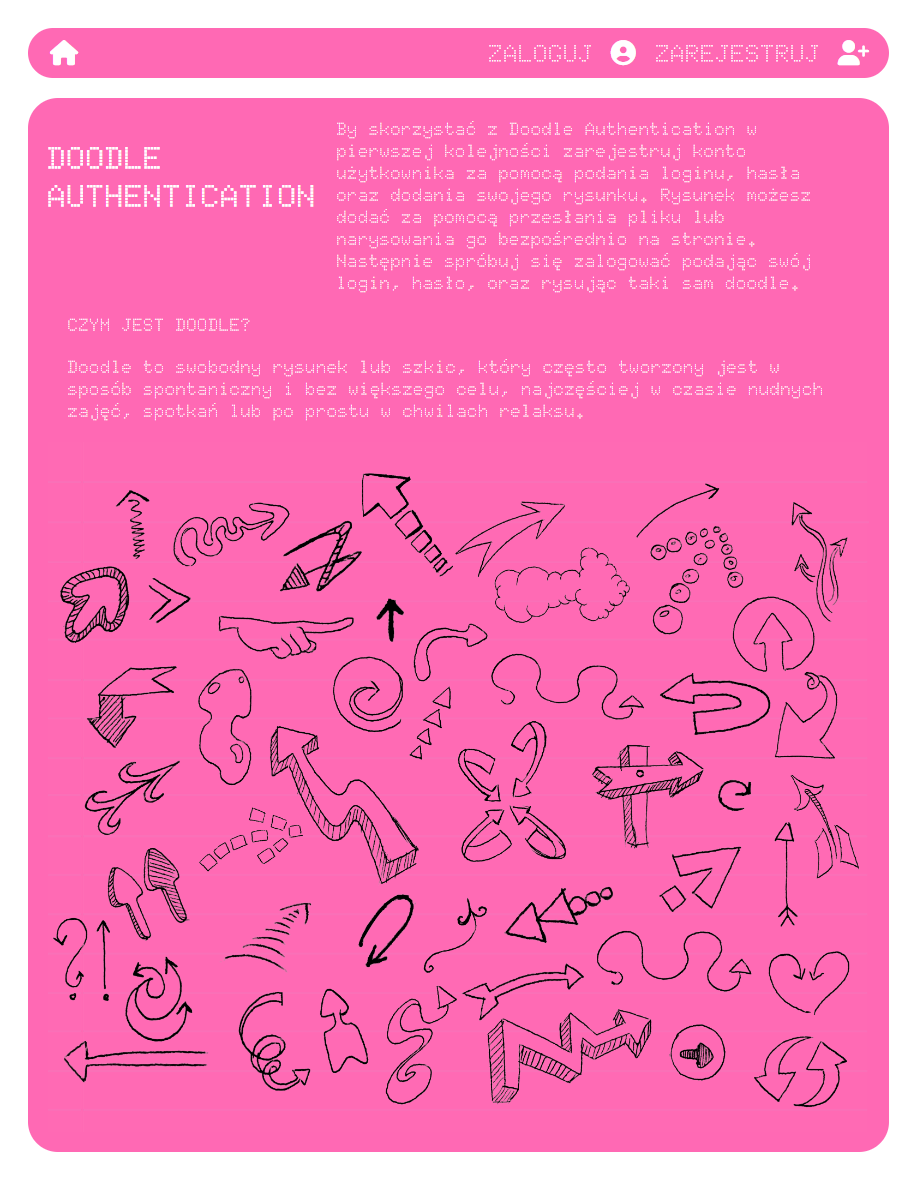 ZALOGUJ ZAREJESTRUJ
DOODLE
AUTHENTICATION
By skorzystać z Doodle Authentication w
pierwszej kolejności zarejestruj konto
użytkownika za pomocą podania loginu, hasła
oraz dodania swojego rysunku. Rysunek możesz
dodać za pomocą przesłania pliku lub
narysowania go bezpośrednio na stronie.
Następnie spróbuj się zalogować podając swój
login, hasło, oraz rysując taki sam doodle.
CZYM JEST DOODLE?
Doodle to swobodny rysunek lub szkic, który często tworzony jest w
sposób spontaniczny i bez większego celu, najczęściej w czasie nudnych
zajęć, spotkań lub po prostu w chwilach relaksu.